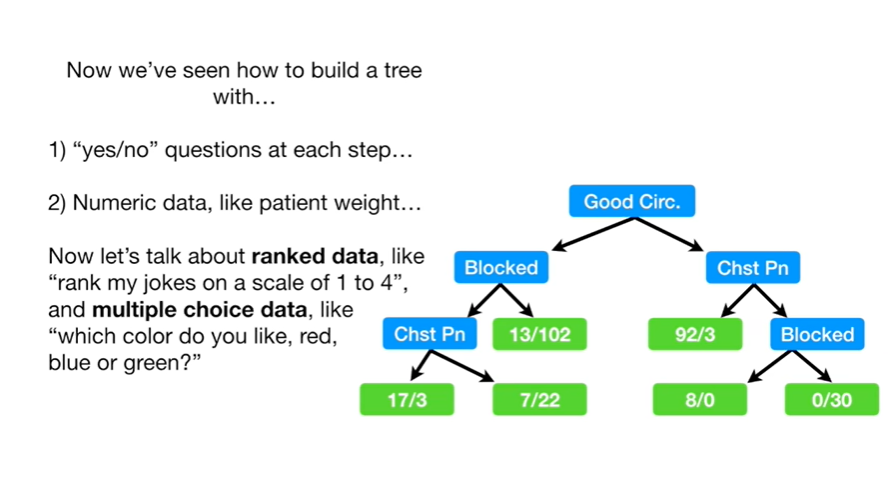 Now we’ve seen how to build a tree
with…
1) “yes/no” questions at each step…
2) Numeric data, like patient weight…
Now let’s talk about ranked data, like
“rank my jokes on a scale of 1 to 4”,
and multiple choice data, like
“which color do you like, red,
blue or green?”
Good Circ.
Blocked
Chst Pn
Chst Pn
13/102
92/3
Blocked
17/3
7/22
8/0
0/30